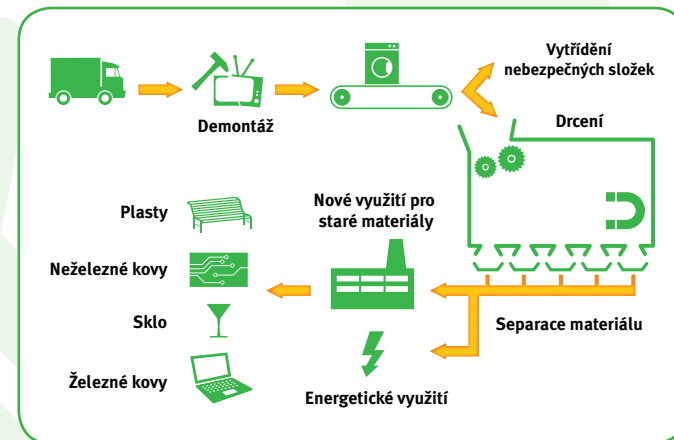 Vytřídění
nebezpečných složek
Demontáž
Drcení
Nové využití pro
staré materiály
Plasty
Neželezné kovy
Sklo
Železné kovy
Separace materiálu
Energetické využití